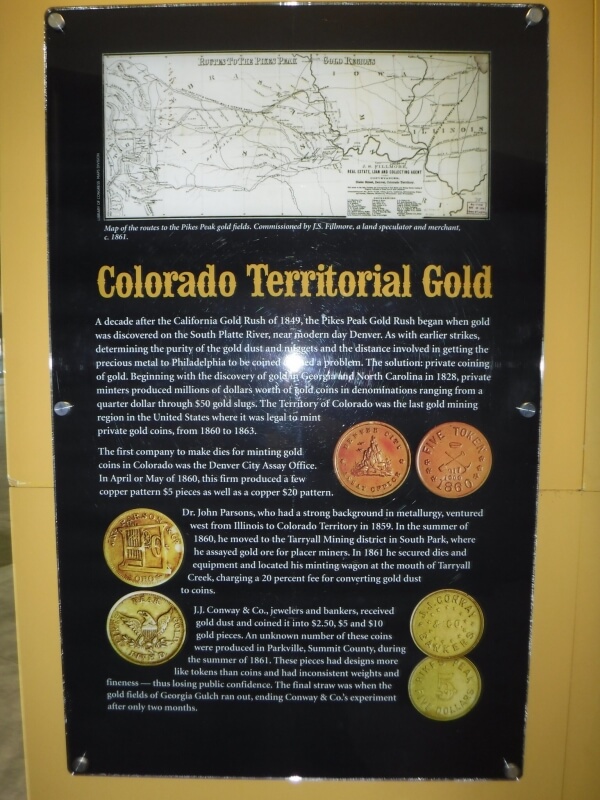 ROUTES TO THE PIKES PEAK GOLD REGIONS
IOWA
ILLINOIS
J.S. FILLMORE,
REAL ESTATE, LOAN AND COLLECTING AGENT
Map of the routes to the Pikes Peak gold fields. Commissioned by J.S. Fillmore, a land speculator and merchant,
c. 1861.
Colorado Territorial Gold
A decade after the California Gold Rush of 1849, the Pikes Peak Gold Rush began when gold
was discovered on the South Platte River, near modern day Denver. As with earlier strikes,
determining the purity of the gold dust and nuggets and the distance involved in getting the
precious metal to Philadelphia to be coined a problem. The solution: private coining
of gold. Beginning with the discovery of gold in Georgia and North Carolina in 1828, private
minters produced millions of dollars worth of gold coins in denominations ranging from a
quarter dollar through $50 gold slugs. The Territory of Colorado was the last gold mining
region in the United States where it was legal to mint
private gold coins, from 1860 to 1863.
The first company to make dies for minting gold
coins in Colorado was the Denver City Assay Office.
In April or May of 1860, this firm produced a few
copper pattern $5 pieces as well as a copper $20 pattern.
DENVER CITY
ASSAY OFFICE
FIVE TOKENS
1860
Dr. John Parsons, who had a strong background in metallurgy, ventured
west from Illinois to Colorado Territory in 1859. In the summer of
1860, he moved to the Tarryall Mining district in South Park, where
he assayed gold ore for placer miners. In 1861 he secured dies and
equipment and located his minting wagon at the mouth of Tarryall
Creek, charging a 20 percent fee for converting gold dust
to coins.
J.J. Conway & Co., jewelers and bankers, received
gold dust and coined it into $2.50, $5 and $10
gold pieces. An unknown number of these coins
were produced in Parkville, Summit County, during
the summer of 1861. These pieces had designs more
like tokens than coins and had inconsistent weights and
fineness — thus losing public confidence. The final straw was when the
gold fields of Georgia Gulch ran out, ending Conway & Co.'s experiment
after only two months.
& CO.
BANKERS
DOLLARS